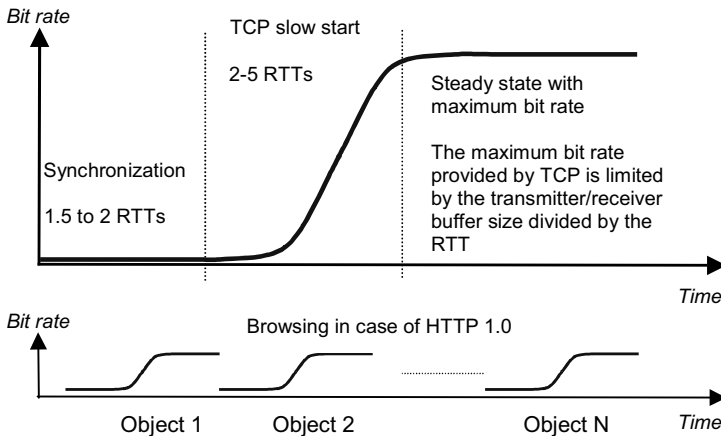 Bit rate
TCP slow start
2-5 RTTs
Steady state with
maximum bit rate
Synchronization
1.5 to 2 RTTs
The maximum bit rate
provided by TCP is limited
by the transmitter/receiver
buffer size divided by the
RTT
Time
Bit rate
Browsing in case of HTTP 1.0
Object 1
Object 2
Object N
Time